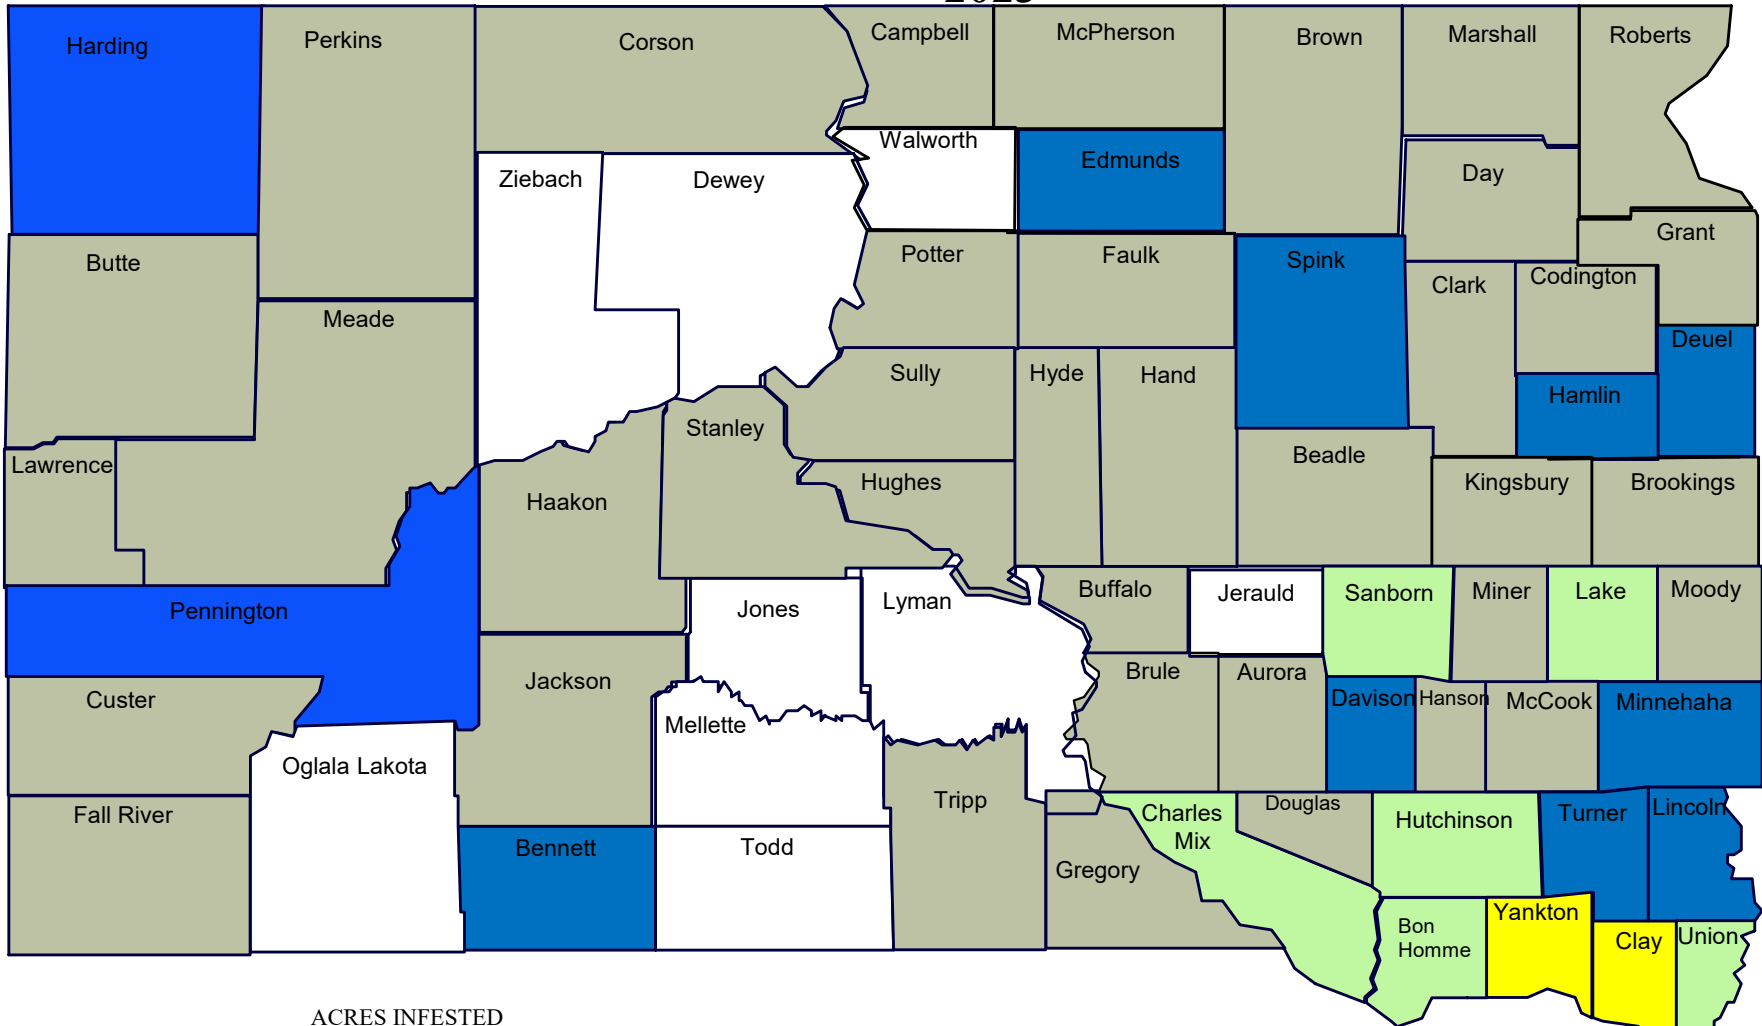 Harding
Perkins
Corson
Campbell
McPherson
Brown
Marshall
Roberts
Walworth
Edmunds
Day
Ziebach
Dewey
Grant
Butte
Potter
Faulk
Spink
Clark
Codington
Meade
Deuel
Sully
Hyde
Hand
Hamlin
Stanley
Lawrence
Beadle
Haakon
Hughes
Kingsbury
Brookings
Pennington
Jones
Lyman
Buffalo
Jerauld
Sanborn
Miner
Lake
Moody
Jackson
Brule
Aurora
Custer
Mellette
Davison
Hanson
McCook
Minnehaha
Oglala Lakota
Fall River
Tripp
Charles
Mix
Douglas
Hutchinson
Turner
Lincoln
Bennett
Todd
Gregory
Bon
Homme
Yankton
Clay
Union
ACRES INFESTED